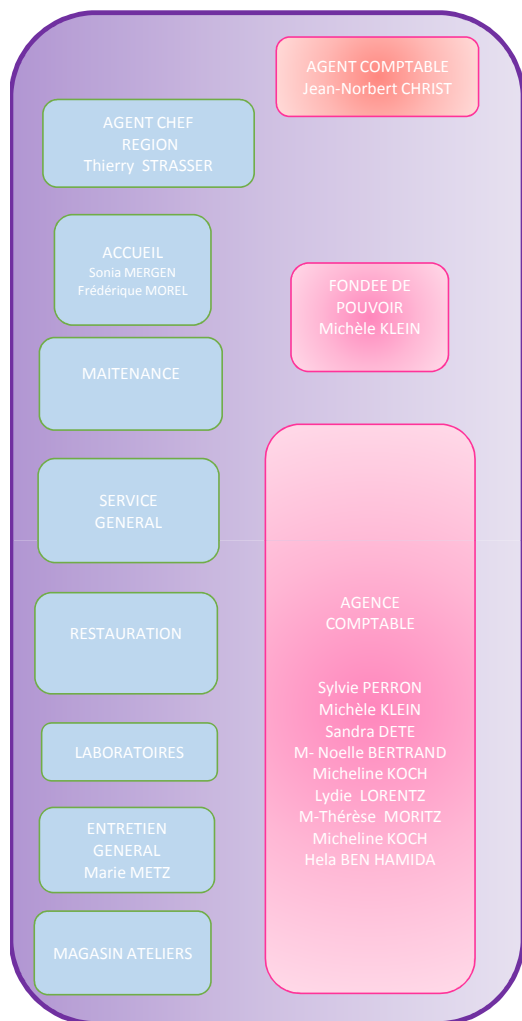 AGENT COMPTABLE
Jean-Norbert CHRIST
AGENT CHEF
REGION
Thierry STRASSER
ACCUEIL
Sonia MERGEN
Frédérique MOREL
FONDEE DE
POUVOIR
Michèle KLEIN
MAITENANCE
SERVICE
GENERAL
RESTAURATION
LABORATOIRES
ENTRETIEN
GENERAL
Marie METZ
MAGASIN ATELIERS
AGENCE
COMPTABLE
Sylvie PERRON
Michèle KLEIN
Sandra DETE
M- Noelle BERTRAND
Micheline KOCH
Lydie LORENTZ
M-Thérèse MORITZ
Micheline KOCH
Hela BEN HAMIDA